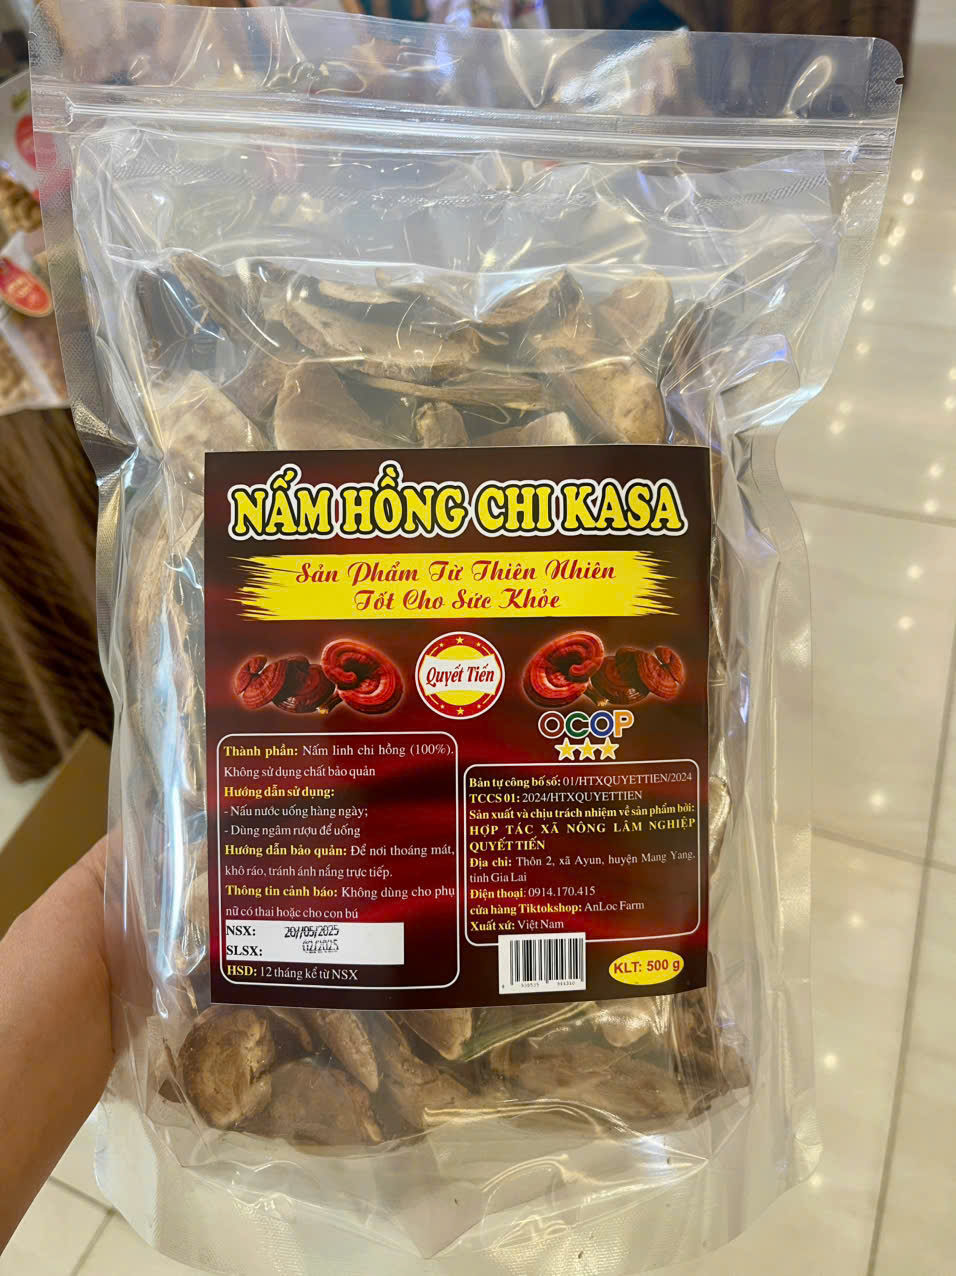 NẤM HỒNG CHI KASA
Sản Phẩm Từ Thiên Nhiên
Tốt Cho Sức Khỏe
Quyết Tiến
OCOP
Thành phần: Nấm linh chi hồng (100%).
Không sử dụng chất bảo quản
Hướng dẫn sử dụng:
- Nấu nước uống hàng ngày;
- Dùng ngâm rượu để uống
Hướng dẫn bảo quản: Để nơi thoáng mát,
khô ráo, tránh ánh nắng trực tiếp.
Thông tin cảnh báo: Không dùng cho phụ
nữ có thai hoặc cho con bú
NSX: 20//05/2025
SLSX: 02/2025
HSD: 12 tháng kể từ NSX
Bản tự công bố số: 01/HTXQUYETTIEN/2024
TCCS 01: 2024/HTXQUYETTIEN
Sản xuất và chịu trách nhiệm về sản phẩm bởi:
HỢP TÁC XÃ NÔNG LÂM NGHIỆP
QUYẾT TIẾN
Địa chỉ: Thôn 2, xã Ayun, huyện Mang Yang,
tỉnh Gia Lai
Điện thoại: 0914.170.415
cửa hàng Tiktokshop: AnLoc Farm
Xuất xứ: Việt Nam
KLT: 500 g